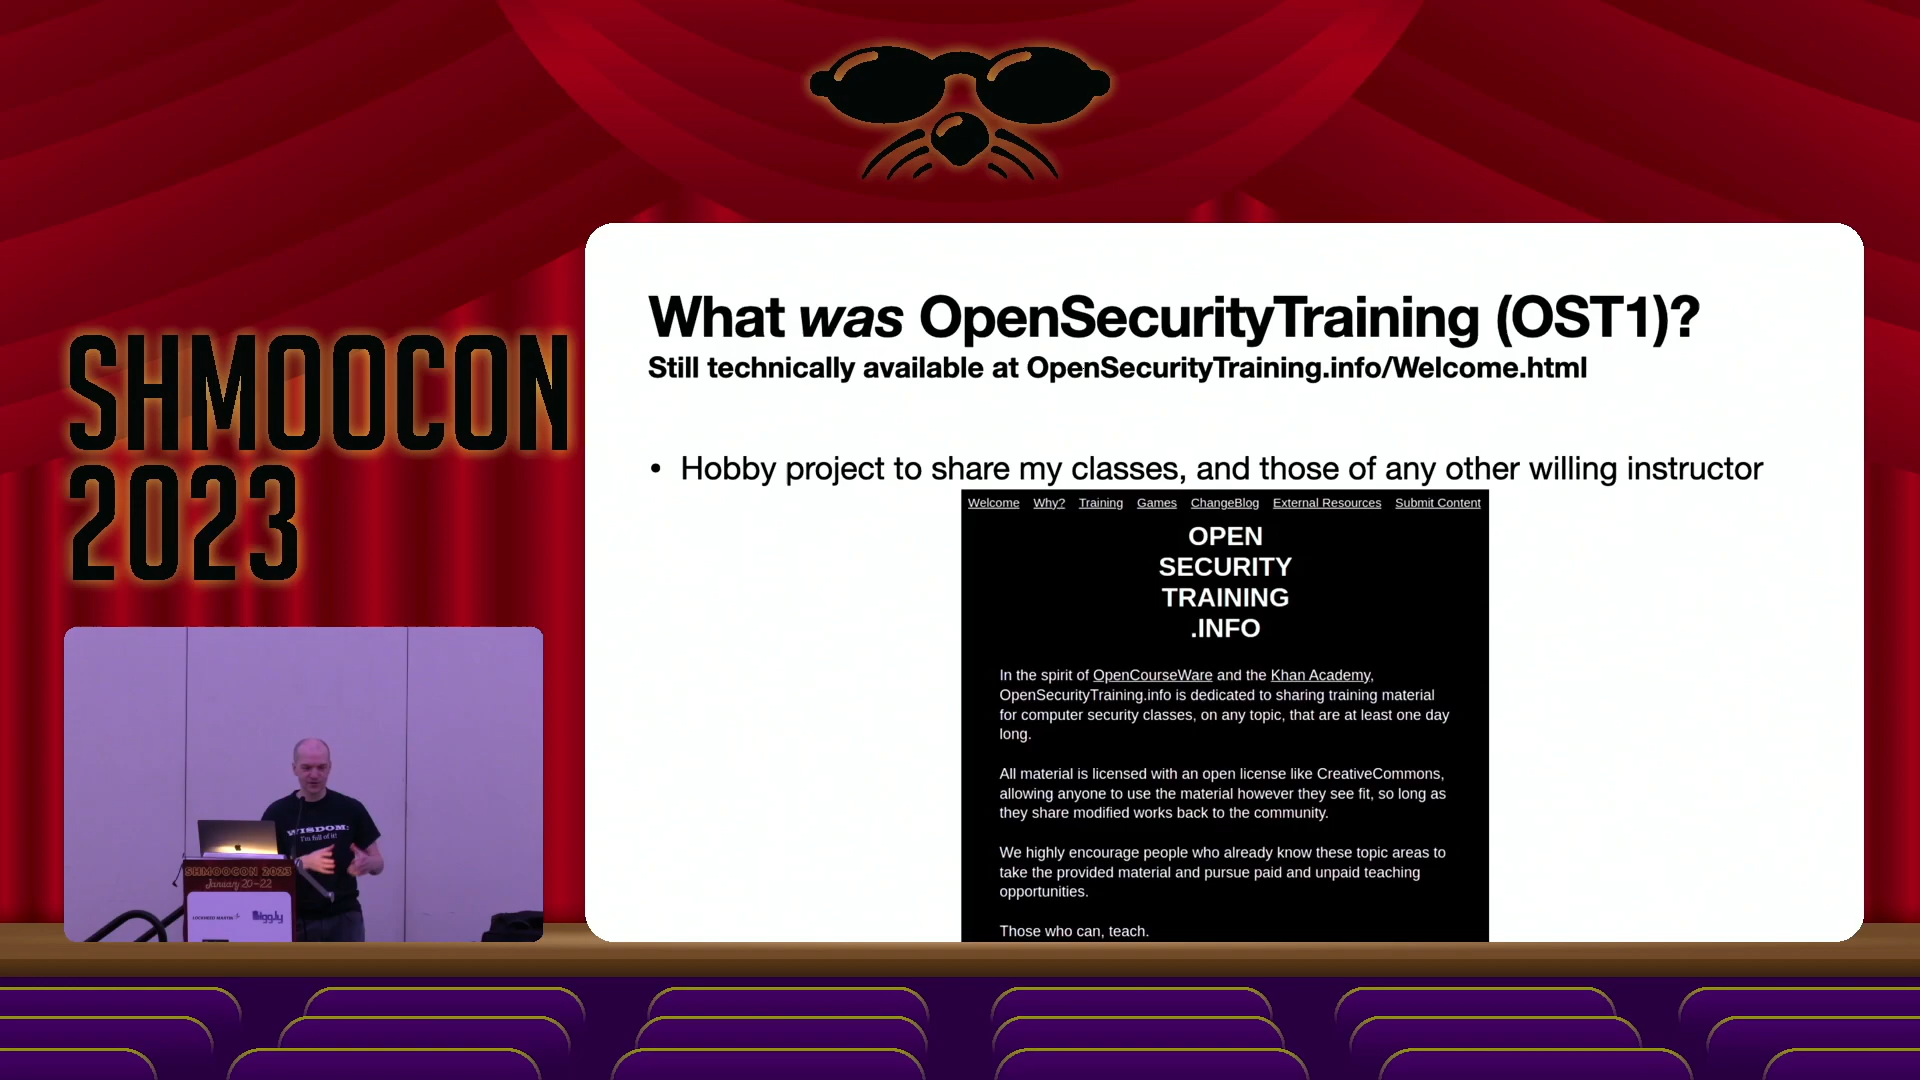 SHMOOCON
2023
What was OpenSecurityTraining (OST1)?
Still technically available at OpenSecurityTraining.info/Welcome.html
• Hobby project to share my classes, and those of any other willing instructor
Welcome Why? Training Games ChangeBlog External Resources Submit Content
OPEN
SECURITY
TRAINING
.INFO
In the spirit of OpenCourseWare and the Khan Academy,
OpenSecurityTraining.info is dedicated to sharing training material
for computer security classes, on any topic, that are at least one day
long.
All material is licensed with an open license like CreativeCommons,
allowing anyone to use the material however they see fit, so long as
they share modified works back to the community.
We highly encourage people who already know these topic areas to
take the provided material and pursue paid and unpaid teaching
opportunities.
Those who can, teach.
WISDOM:
I'm full of it!
SHMOOCON 2023
January 20-22
LOCKHEED MARTIN